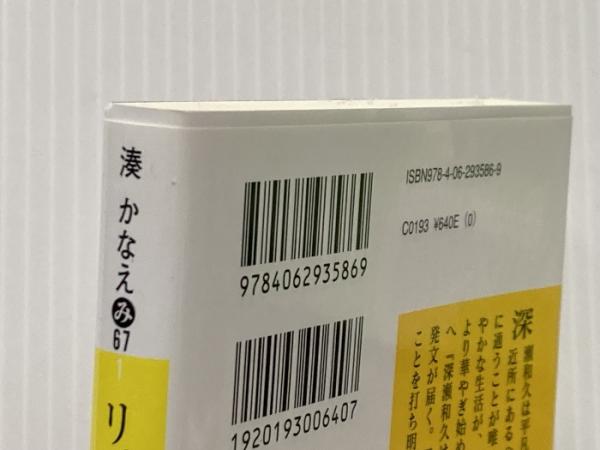 湊 かなえ み 67 1
リ
9784062935869
1920193006407
ISBN978-4-06-293586-9
C0193 ¥640E (0)
深瀬和久は平凡
近所にある〈
に通うことが唯
やかな生活が、
より華やぎ始め
へ『深瀬和久は
発文が届く。
ことを打ち明